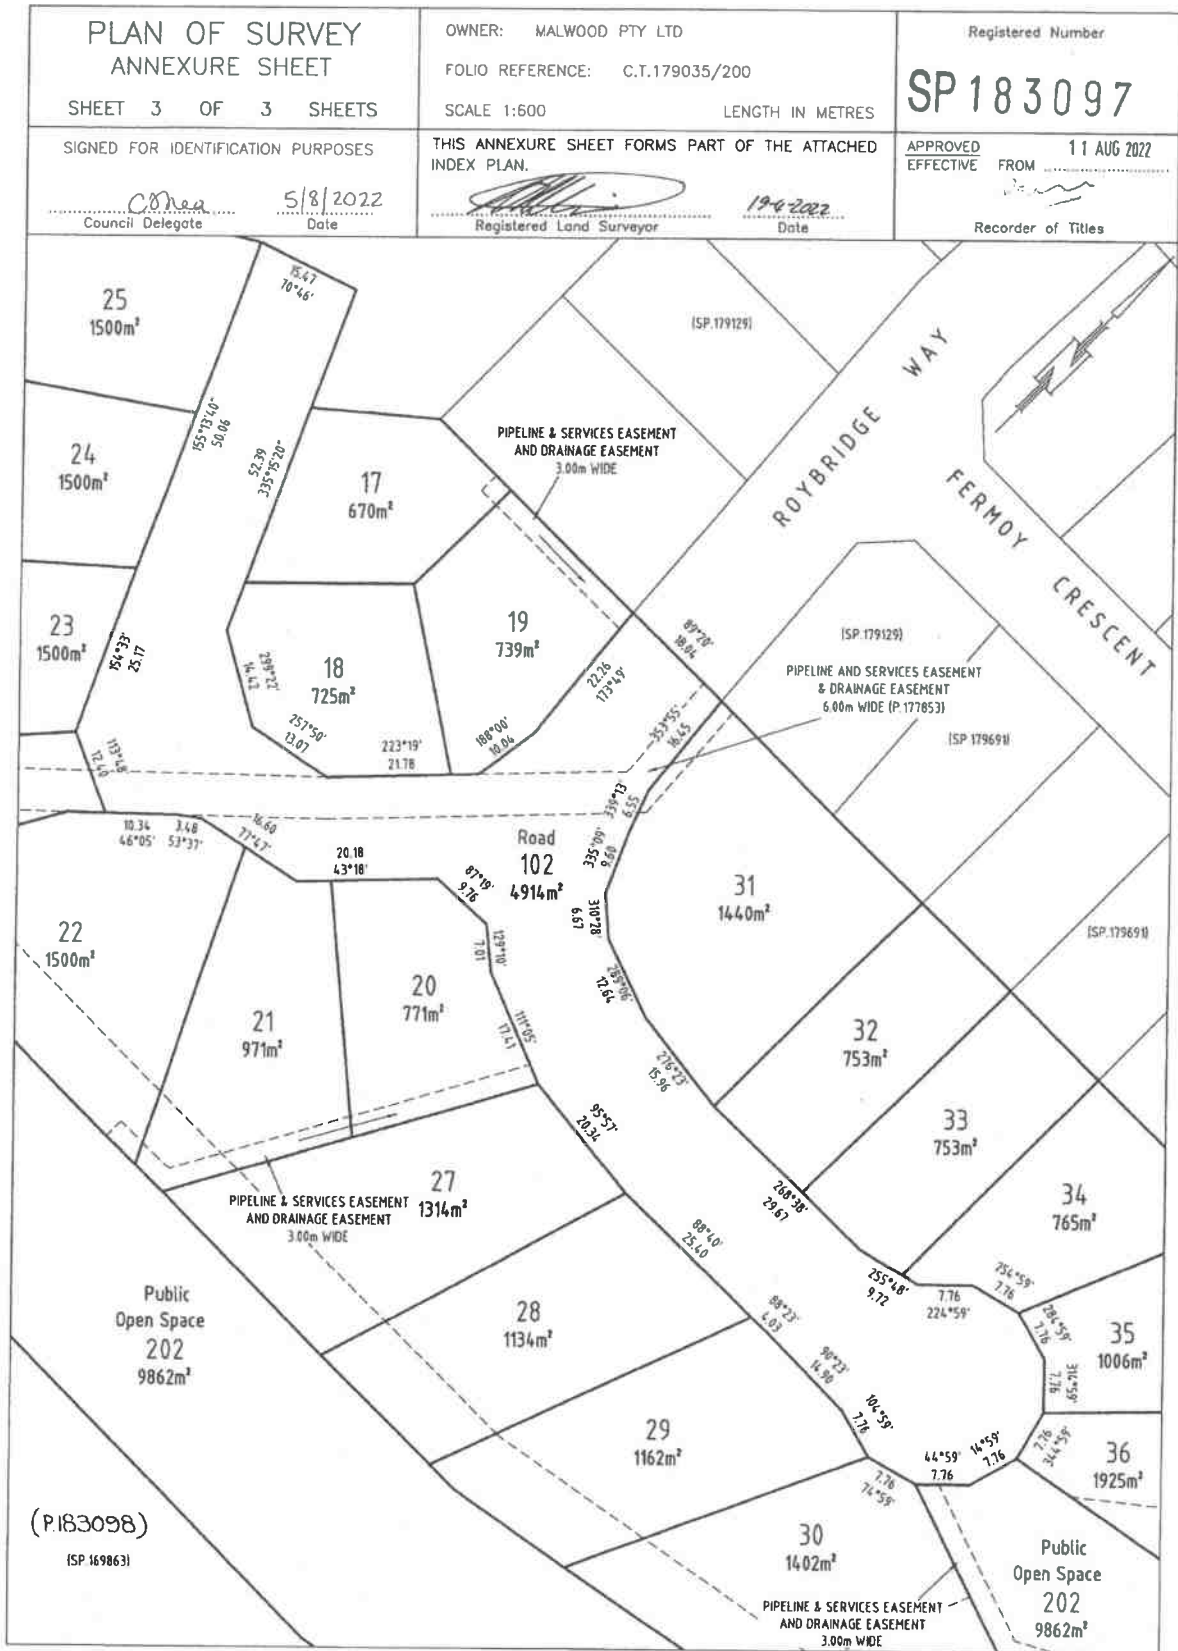 PLAN OF SURVEY
ANNEXURE SHEET
SHEET 3 OF 3 SHEETS
OWNER: MALWOOD PTY LTD
FOLIO REFERENCE: C.T.179035/200
SCALE 1:600 LENGTH IN METRES
Registered Number
SP183097
SIGNED FOR IDENTIFICATION PURPOSES
5/8/2022
Council Delegate Date
THIS ANNEXURE SHEET FORMS PART OF THE ATTACHED
INDEX PLAN.
19-4-2022
Registered Land Surveyor Date
APPROVED
EFFECTIVE FROM 11 AUG 2022
Recorder of Titles
15.47
70°46'
25
1500m²
(SP.179129)
ROYBRIDGE WAY
155°13'40"
50.06
52.39
335°15'20"
PIPELINE & SERVICES EASEMENT
AND DRAINAGE EASEMENT
3.00m WIDE
24
1500m²
17
670m²
FERMOY CRESCENT
23
1500m²
154°33'
25.17
299°22'
14.42
18
725m²
19
739m²
22.26
173°49'
89°20'
18.04
(SP.179129)
PIPELINE AND SERVICES EASEMENT
& DRAINAGE EASEMENT
6.00m WIDE (P.177853)
(SP 179691)
257°50'
13.07
223°19'
21.78
188°00'
10.04
353°55'
16.45
113°48'
12.40
339°13'
6.55
10.34
46°05'
3.48
53°37'
16.60
77°47'
20.18
43°18'
Road
102
4914m²
335°09'
9.60
87°19'
9.76
31
1440m²
310°28'
6.67
(SP.179691)
22
1500m²
129°10'
7.01
289°06'
12.64
20
771m²
21
971m²
111°05'
17.41
276°23'
15.96
32
753m²
95°57'
20.34
33
753m²
27
1314m²
PIPELINE & SERVICES EASEMENT
AND DRAINAGE EASEMENT
3.00m WIDE
268°38'
29.67
34
765m²
88°40'
25.40
255°48'
9.72
7.76
224°59'
254°59'
7.76
Public
Open Space
202
9862m²
28
1134m²
88°23'
4.03
284°59'
7.76
35
1006m²
90°23'
14.90
314°59'
7.76
104°59'
7.76
29
1162m²
44°59'
7.76
14°59'
7.76
7.76
344°59'
36
1925m²
7.76
74°59'
(P.183098)
(SP.169863)
30
1402m²
Public
Open Space
202
9862m²
PIPELINE & SERVICES EASEMENT
AND DRAINAGE EASEMENT
3.00m WIDE